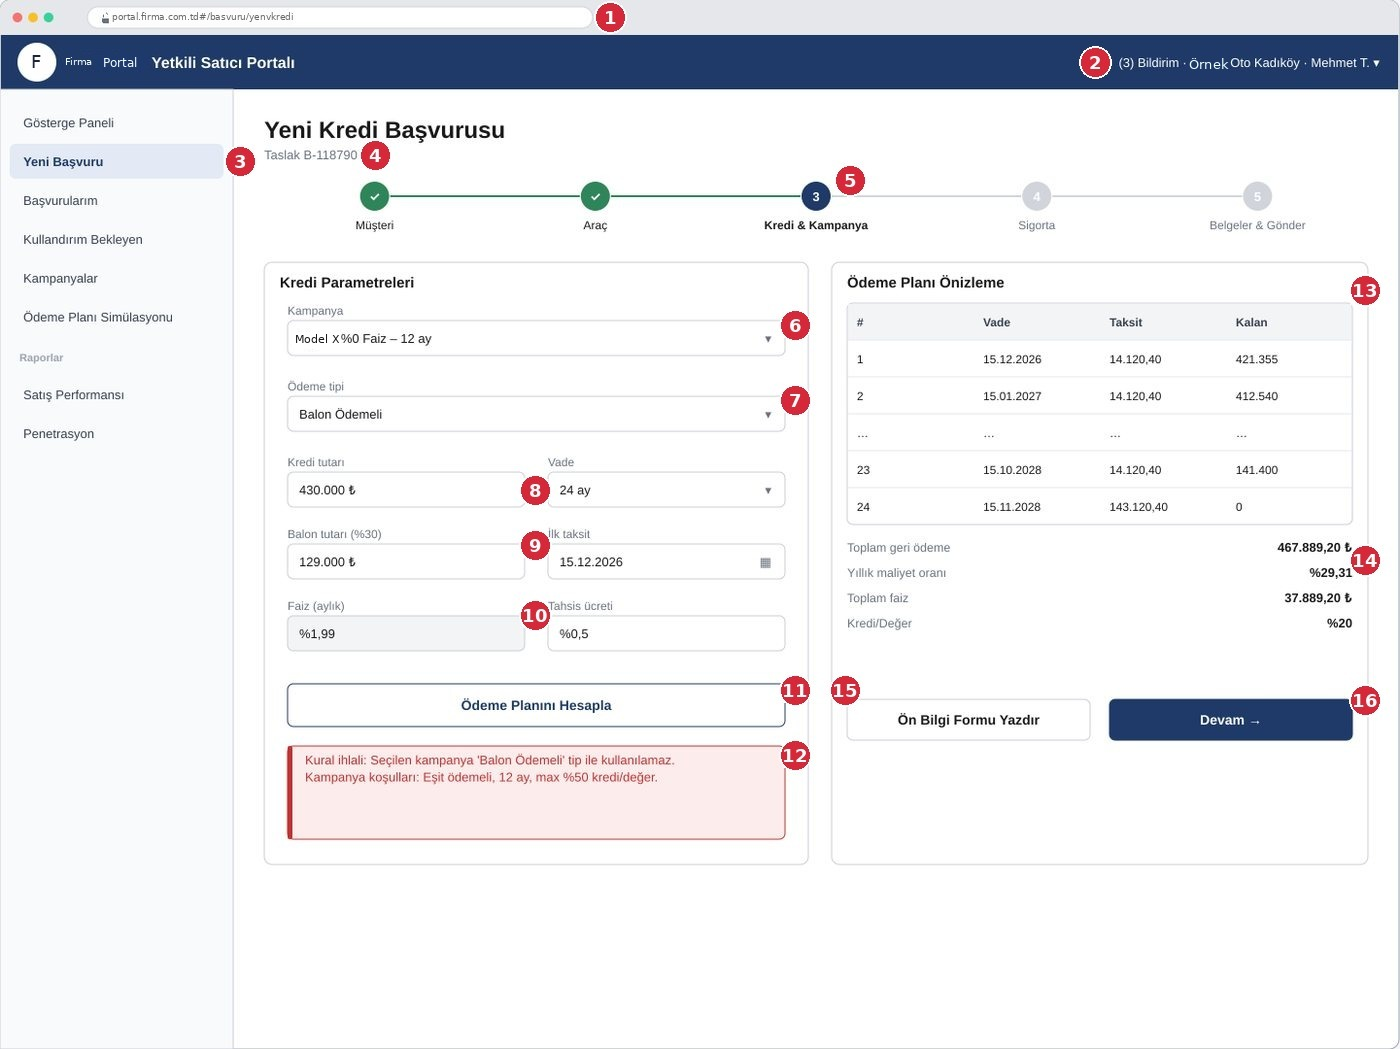 portal.firma.com.td#/basvuru/yenvkredi 1
F Firma Portal Yetkili Satıcı Portalı 2 (3) Bildirim · Örnek Oto Kadıköy · Mehmet T. ▾
Gösterge Paneli
Yeni Başvuru 3
Başvurularım
Kullandırım Bekleyen
Kampanyalar
Ödeme Planı Simülasyonu
Raporlar
Satış Performansı
Penetrasyon
Yeni Kredi Başvurusu
Taslak B-118790 4
✓ ✓ 3 5 4 5
Müşteri Araç Kredi & Kampanya Sigorta Belgeler & Gönder
Kredi Parametreleri
Kampanya
Model X %0 Faiz – 12 ay ▾ 6
Ödeme tipi
Balon Ödemeli ▾ 7
Kredi tutarı Vade
430.000 ₺ 8 24 ay ▾
Balon tutarı (%30) 9 İlk taksit
129.000 ₺ 15.12.2026
Faiz (aylık) 10 Tahsis ücreti
%1,99 %0,5
Ödeme Planını Hesapla 11
12
Kural ihlali: Seçilen kampanya 'Balon Ödemeli' tip ile kullanılamaz.
Kampanya koşulları: Eşit ödemeli, 12 ay, max %50 kredi/değer.
Ödeme Planı Önizleme 13
# Vade Taksit Kalan
1 15.12.2026 14.120,40 421.355
2 15.01.2027 14.120,40 412.540
... ... ... ...
23 15.10.2028 14.120,40 141.400
24 15.11.2028 143.120,40 0
Toplam geri ödeme 467.889,20 ₺
14
Yıllık maliyet oranı %29,31
Toplam faiz 37.889,20 ₺
Kredi/Değer %20
15 Ön Bilgi Formu Yazdır
Devam → 16